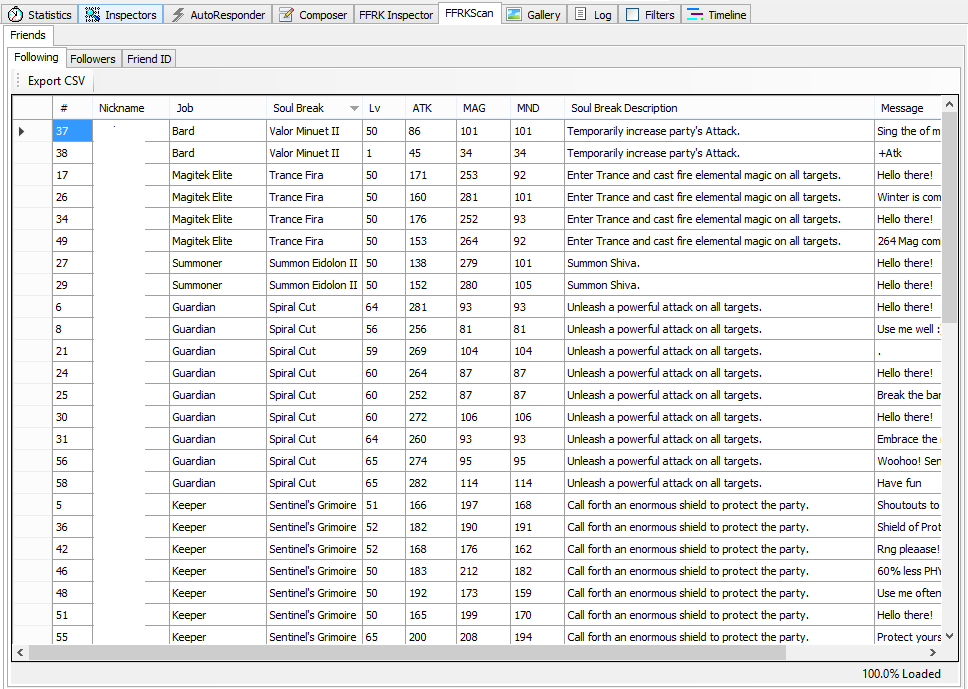 Statistics Inspectors AutoResponder Composer FFRK Inspector FFRKScan Gallery Log Filters Timeline
Friends
Following Followers Friend ID
Export CSV
# Nickname Job Soul Break Lv ATK MAG MND Soul Break Description Message
37 Bard Valor Minuet II 50 86 101 101 Temporarily increase party's Attack. Sing the of m
38 Bard Valor Minuet II 1 45 34 34 Temporarily increase party's Attack. +Atk
17 Magitek Elite Trance Fira 50 171 253 92 Enter Trance and cast fire elemental magic on all targets. Hello there!
26 Magitek Elite Trance Fira 50 160 281 101 Enter Trance and cast fire elemental magic on all targets. Winter is com
34 Magitek Elite Trance Fira 50 176 252 93 Enter Trance and cast fire elemental magic on all targets. Hello there!
49 Magitek Elite Trance Fira 50 153 264 92 Enter Trance and cast fire elemental magic on all targets. 264 Mag com
27 Summoner Summon Eidolon II 50 138 279 101 Summon Shiva. Hello there!
29 Summoner Summon Eidolon II 50 152 280 105 Summon Shiva. Hello there!
6 Guardian Spiral Cut 64 281 93 93 Unleash a powerful attack on all targets. Hello there!
8 Guardian Spiral Cut 56 256 81 81 Unleash a powerful attack on all targets. Use me well :
21 Guardian Spiral Cut 59 269 104 104 Unleash a powerful attack on all targets. .
24 Guardian Spiral Cut 60 264 87 87 Unleash a powerful attack on all targets. Hello there!
25 Guardian Spiral Cut 60 252 87 87 Unleash a powerful attack on all targets. Break the bar
30 Guardian Spiral Cut 60 272 106 106 Unleash a powerful attack on all targets. Hello there!
31 Guardian Spiral Cut 64 260 93 93 Unleash a powerful attack on all targets. Embrace the
56 Guardian Spiral Cut 65 274 95 95 Unleash a powerful attack on all targets. Woohoo! Sen
58 Guardian Spiral Cut 65 282 114 114 Unleash a powerful attack on all targets. Have fun
5 Keeper Sentinel's Grimoire 51 166 197 168 Call forth an enormous shield to protect the party. Shoutouts to
36 Keeper Sentinel's Grimoire 52 182 190 191 Call forth an enormous shield to protect the party. Shield of Prot
42 Keeper Sentinel's Grimoire 52 168 176 162 Call forth an enormous shield to protect the party. Rng pleaase!
46 Keeper Sentinel's Grimoire 50 183 212 182 Call forth an enormous shield to protect the party. 60% less PHY
48 Keeper Sentinel's Grimoire 50 192 173 159 Call forth an enormous shield to protect the party. Use me often
51 Keeper Sentinel's Grimoire 50 165 199 170 Call forth an enormous shield to protect the party. Hello there!
55 Keeper Sentinel's Grimoire 65 200 208 194 Call forth an enormous shield to protect the party. Protect yours
100.0% Loaded